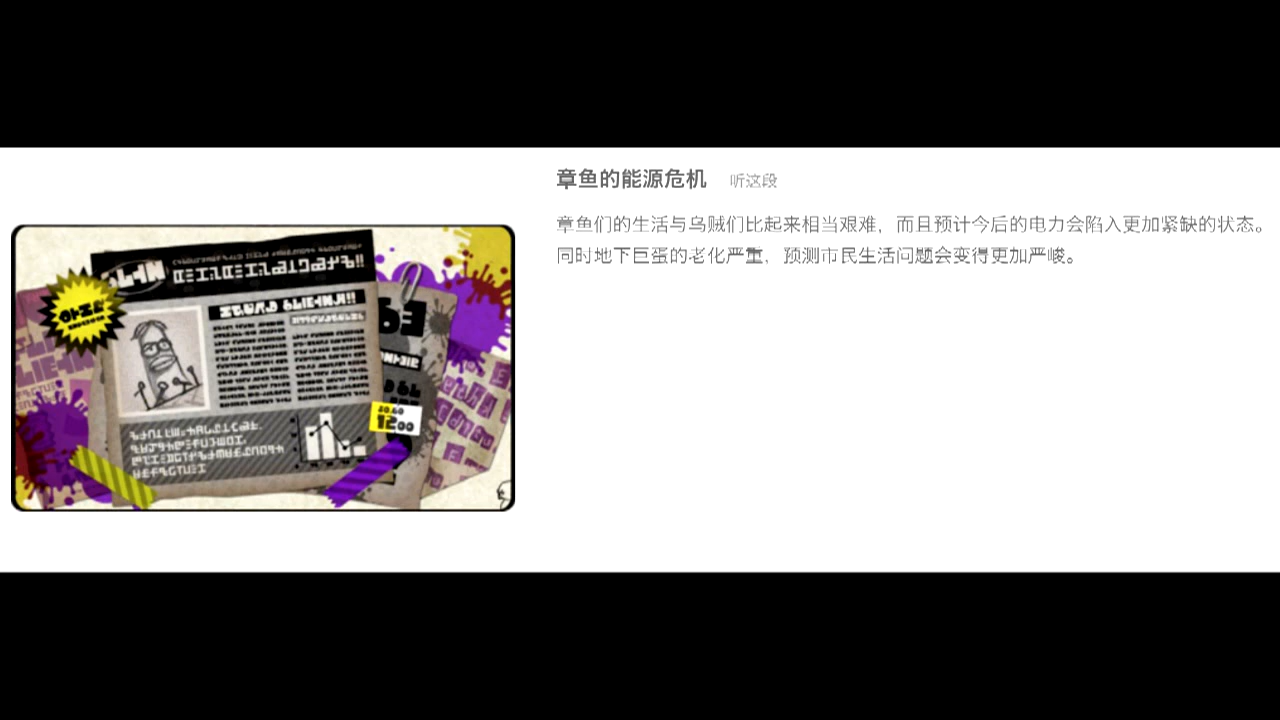 章鱼的能源危机 听这段
章鱼们的生活与乌贼们比起来相当艰难，而且预计今后的电力会陷入更加紧缺的状态。
同时地下巨蛋的老化严重，预测市民生活问题会变得更加严峻。
$0.60
1200